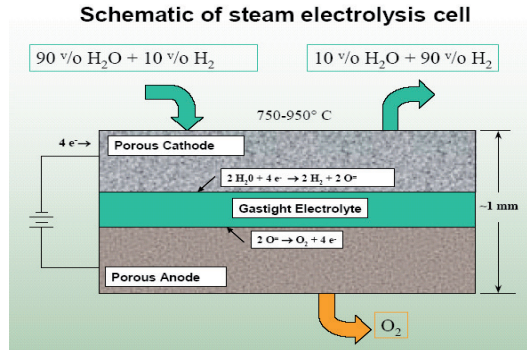 Schematic of steam electrolysis cell
90 v/o H₂O + 10 v/o H₂
10 v/o H₂O + 90 v/o H₂
750-950° C
4 e⁻→
Porous Cathode
2 H₂0 + 4 e⁻ → 2 H₂ + 2 O⁼
Gastight Electrolyte
~1 mm
2 O⁼ → O₂ + 4 e⁻
Porous Anode
O₂